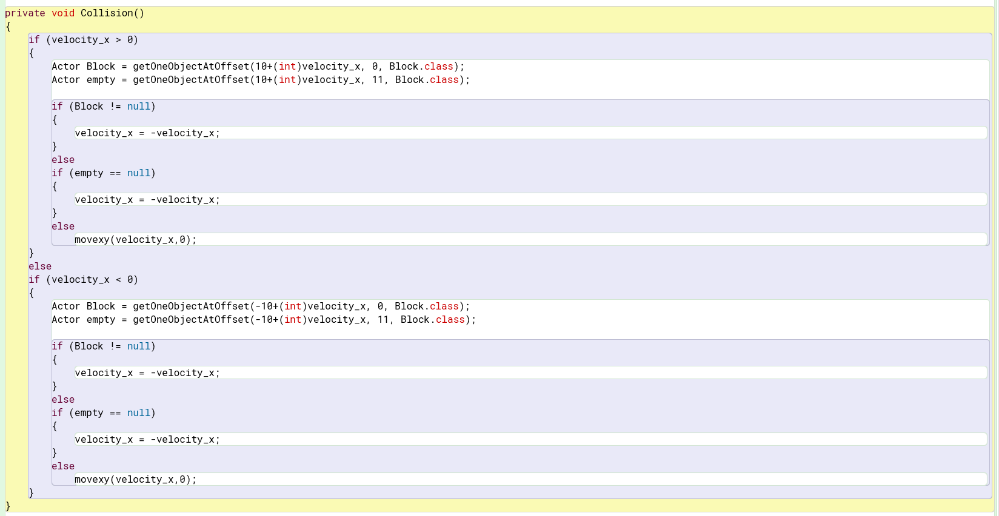 private void Collision()
{
if (velocity_x > 0)
{
Actor Block = getOneObjectAtOffset(10+(int)velocity_x, 0, Block.class);
Actor empty = getOneObjectAtOffset(10+(int)velocity_x, 11, Block.class);
if (Block != null)
{
velocity_x = -velocity_x;
}
else
if (empty == null)
{
velocity_x = -velocity_x;
}
else
movexy(velocity_x,0);
}
else
if (velocity_x < 0)
{
Actor Block = getOneObjectAtOffset(-10+(int)velocity_x, 0, Block.class);
Actor empty = getOneObjectAtOffset(-10+(int)velocity_x, 11, Block.class);
if (Block != null)
{
velocity_x = -velocity_x;
}
else
if (empty == null)
{
velocity_x = -velocity_x;
}
else
movexy(velocity_x,0);
}
}